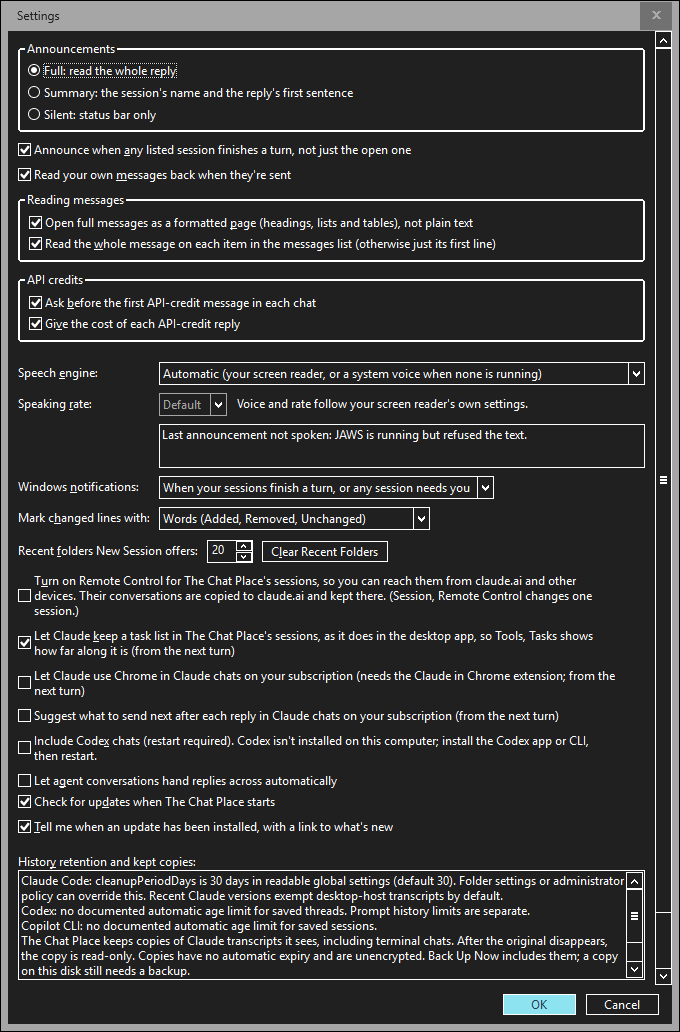 Settings
Announcements
Full: read the whole reply
Summary: the session's name and the reply's first sentence
Silent: status bar only
Announce when any listed session finishes a turn, not just the open one
Read your own messages back when they're sent
Reading messages
Open full messages as a formatted page (headings, lists and tables), not plain text
Read the whole message on each item in the messages list (otherwise just its first line)
API credits
Ask before the first API-credit message in each chat
Give the cost of each API-credit reply
Speech engine:
Automatic (your screen reader, or a system voice when none is running)
Speaking rate:
Default
Voice and rate follow your screen reader's own settings.
Last announcement not spoken: JAWS is running but refused the text.
Windows notifications:
When your sessions finish a turn, or any session needs you
Mark changed lines with:
Words (Added, Removed, Unchanged)
Recent folders New Session offers:
20
Clear Recent Folders
Turn on Remote Control for The Chat Place's sessions, so you can reach them from claude.ai and other
devices. Their conversations are copied to claude.ai and kept there. (Session, Remote Control changes one
session.)
Let Claude keep a task list in The Chat Place's sessions, as it does in the desktop app, so Tools, Tasks shows
how far along it is (from the next turn)
Let Claude use Chrome in Claude chats on your subscription (needs the Claude in Chrome extension; from the
next turn)
Suggest what to send next after each reply in Claude chats on your subscription (from the next turn)
Include Codex chats (restart required). Codex isn't installed on this computer; install the Codex app or CLI,
then restart.
Let agent conversations hand replies across automatically
Check for updates when The Chat Place starts
Tell me when an update has been installed, with a link to what's new
History retention and kept copies:
Claude Code: cleanupPeriodDays is 30 days in readable global settings (default 30). Folder settings or administrator
policy can override this. Recent Claude versions exempt desktop-host transcripts by default.
Codex: no documented automatic age limit for saved threads. Prompt history limits are separate.
Copilot CLI: no documented automatic age limit for saved sessions.
The Chat Place keeps copies of Claude transcripts it sees, including terminal chats. After the original disappears,
the copy is read-only. Copies have no automatic expiry and are unencrypted. Back Up Now includes them; a copy
on this disk still needs a backup.
OK
Cancel